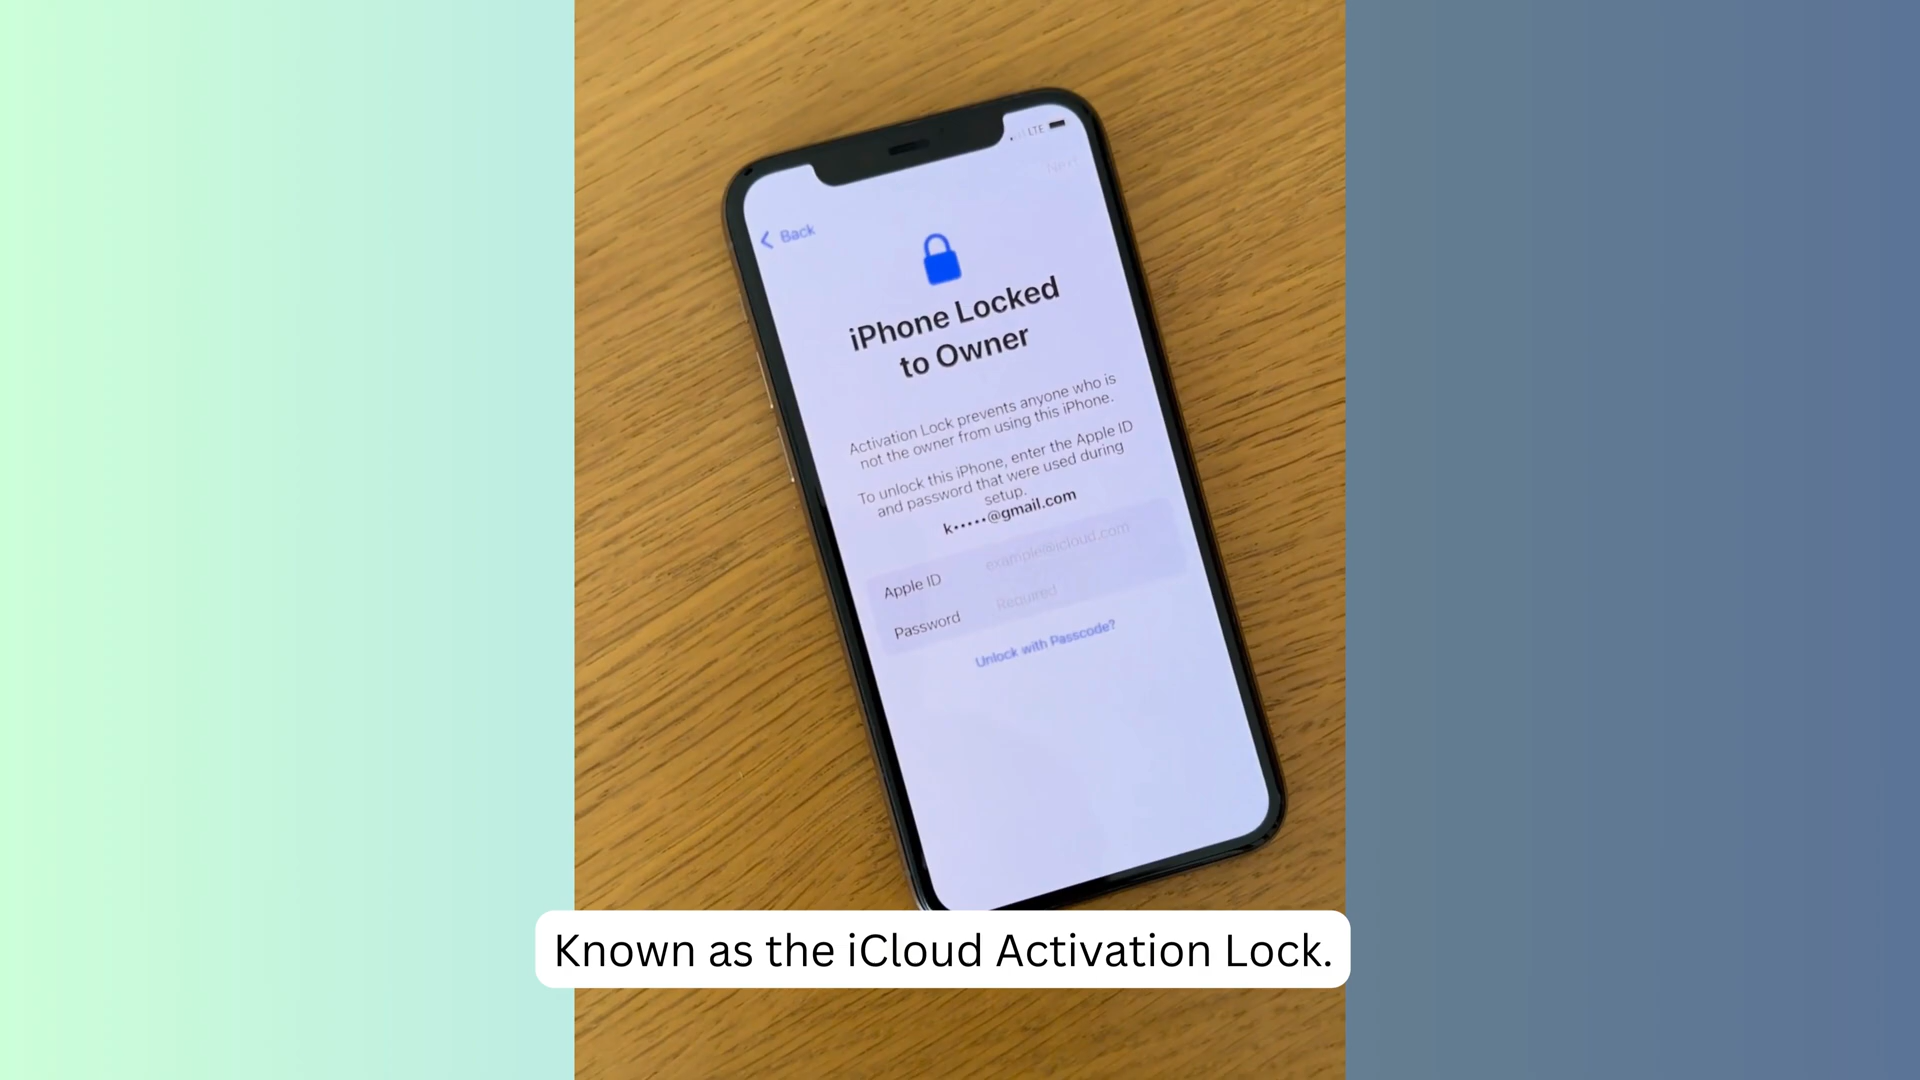 LTE
Next
Back
iPhone Locked
to Owner
Activation Lock prevents anyone who is
not the owner from using this iPhone.
To unlock this iPhone, enter the Apple ID
and password that were used during
setup.
k•••••@gmail.com
Apple ID example@icloud.com
Password Required
Unlock with Passcode?
Known as the iCloud Activation Lock.